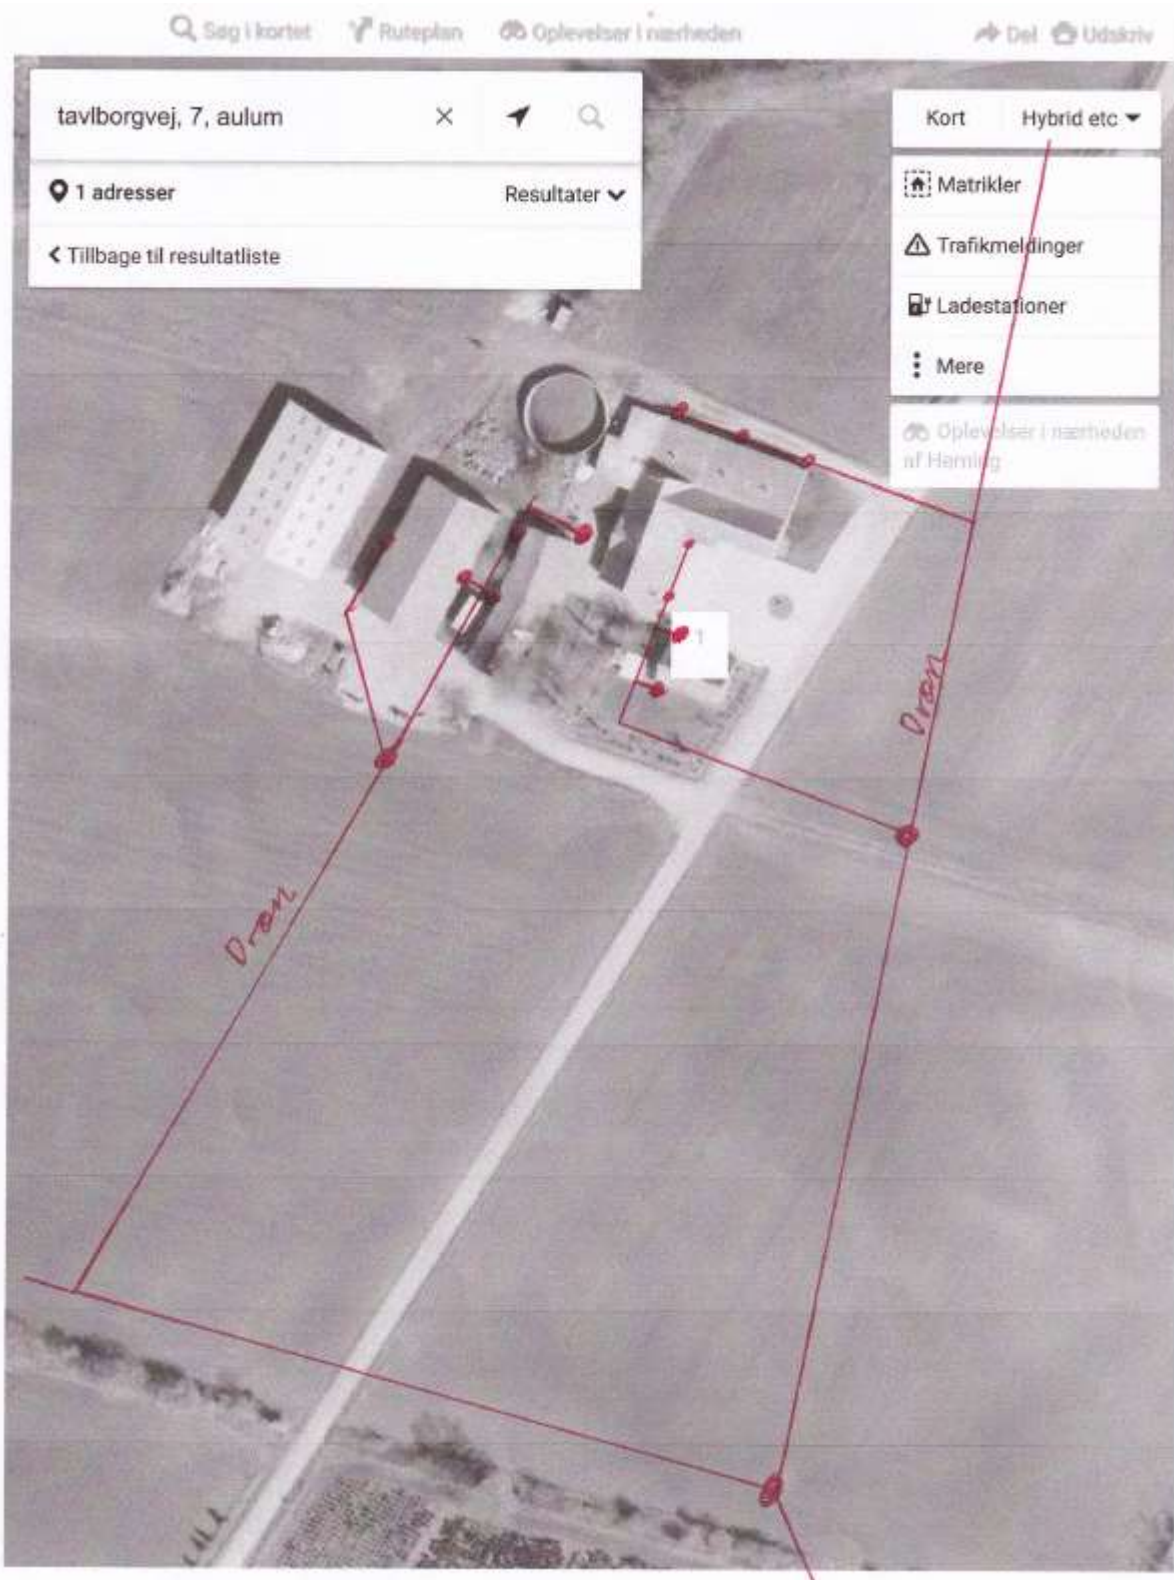 Søg i kortet Ruteplan Oplevelser i nærheden Del Udskriv
tavlborgvej, 7, aulum
1 adresser Resultater
Tillbage til resultatliste
Kort Hybrid etc
Matrikler
Trafikmeldinger
Ladestationer
Mere
Oplevelser i nærheden
af Herning
1
Dræn
Dræn